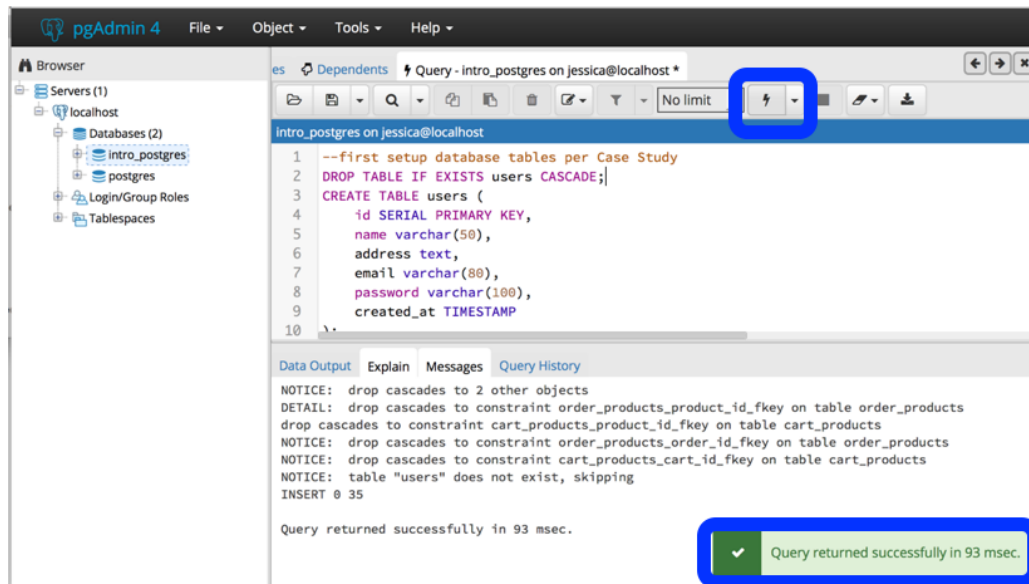 pgAdmin 4 File Object Tools Help
Browser
es Dependents Query - intro_postgres on jessica@localhost *
Servers (1)
localhost
Databases (2)
intro_postgres
postgres
Login/Group Roles
Tablespaces
No limit
intro_postgres on jessica@localhost
1 --first setup database tables per Case Study
2 DROP TABLE IF EXISTS users CASCADE;
3 CREATE TABLE users (
4 id SERIAL PRIMARY KEY,
5 name varchar(50),
6 address text,
7 email varchar(80),
8 password varchar(100),
9 created_at TIMESTAMP
10 );
Data Output Explain Messages Query History
NOTICE: drop cascades to 2 other objects
DETAIL: drop cascades to constraint order_products_product_id_fkey on table order_products
drop cascades to constraint cart_products_product_id_fkey on table cart_products
NOTICE: drop cascades to constraint order_products_order_id_fkey on table order_products
NOTICE: drop cascades to constraint cart_products_cart_id_fkey on table cart_products
NOTICE: table "users" does not exist, skipping
INSERT 0 35
Query returned successfully in 93 msec.
Query returned successfully in 93 msec.